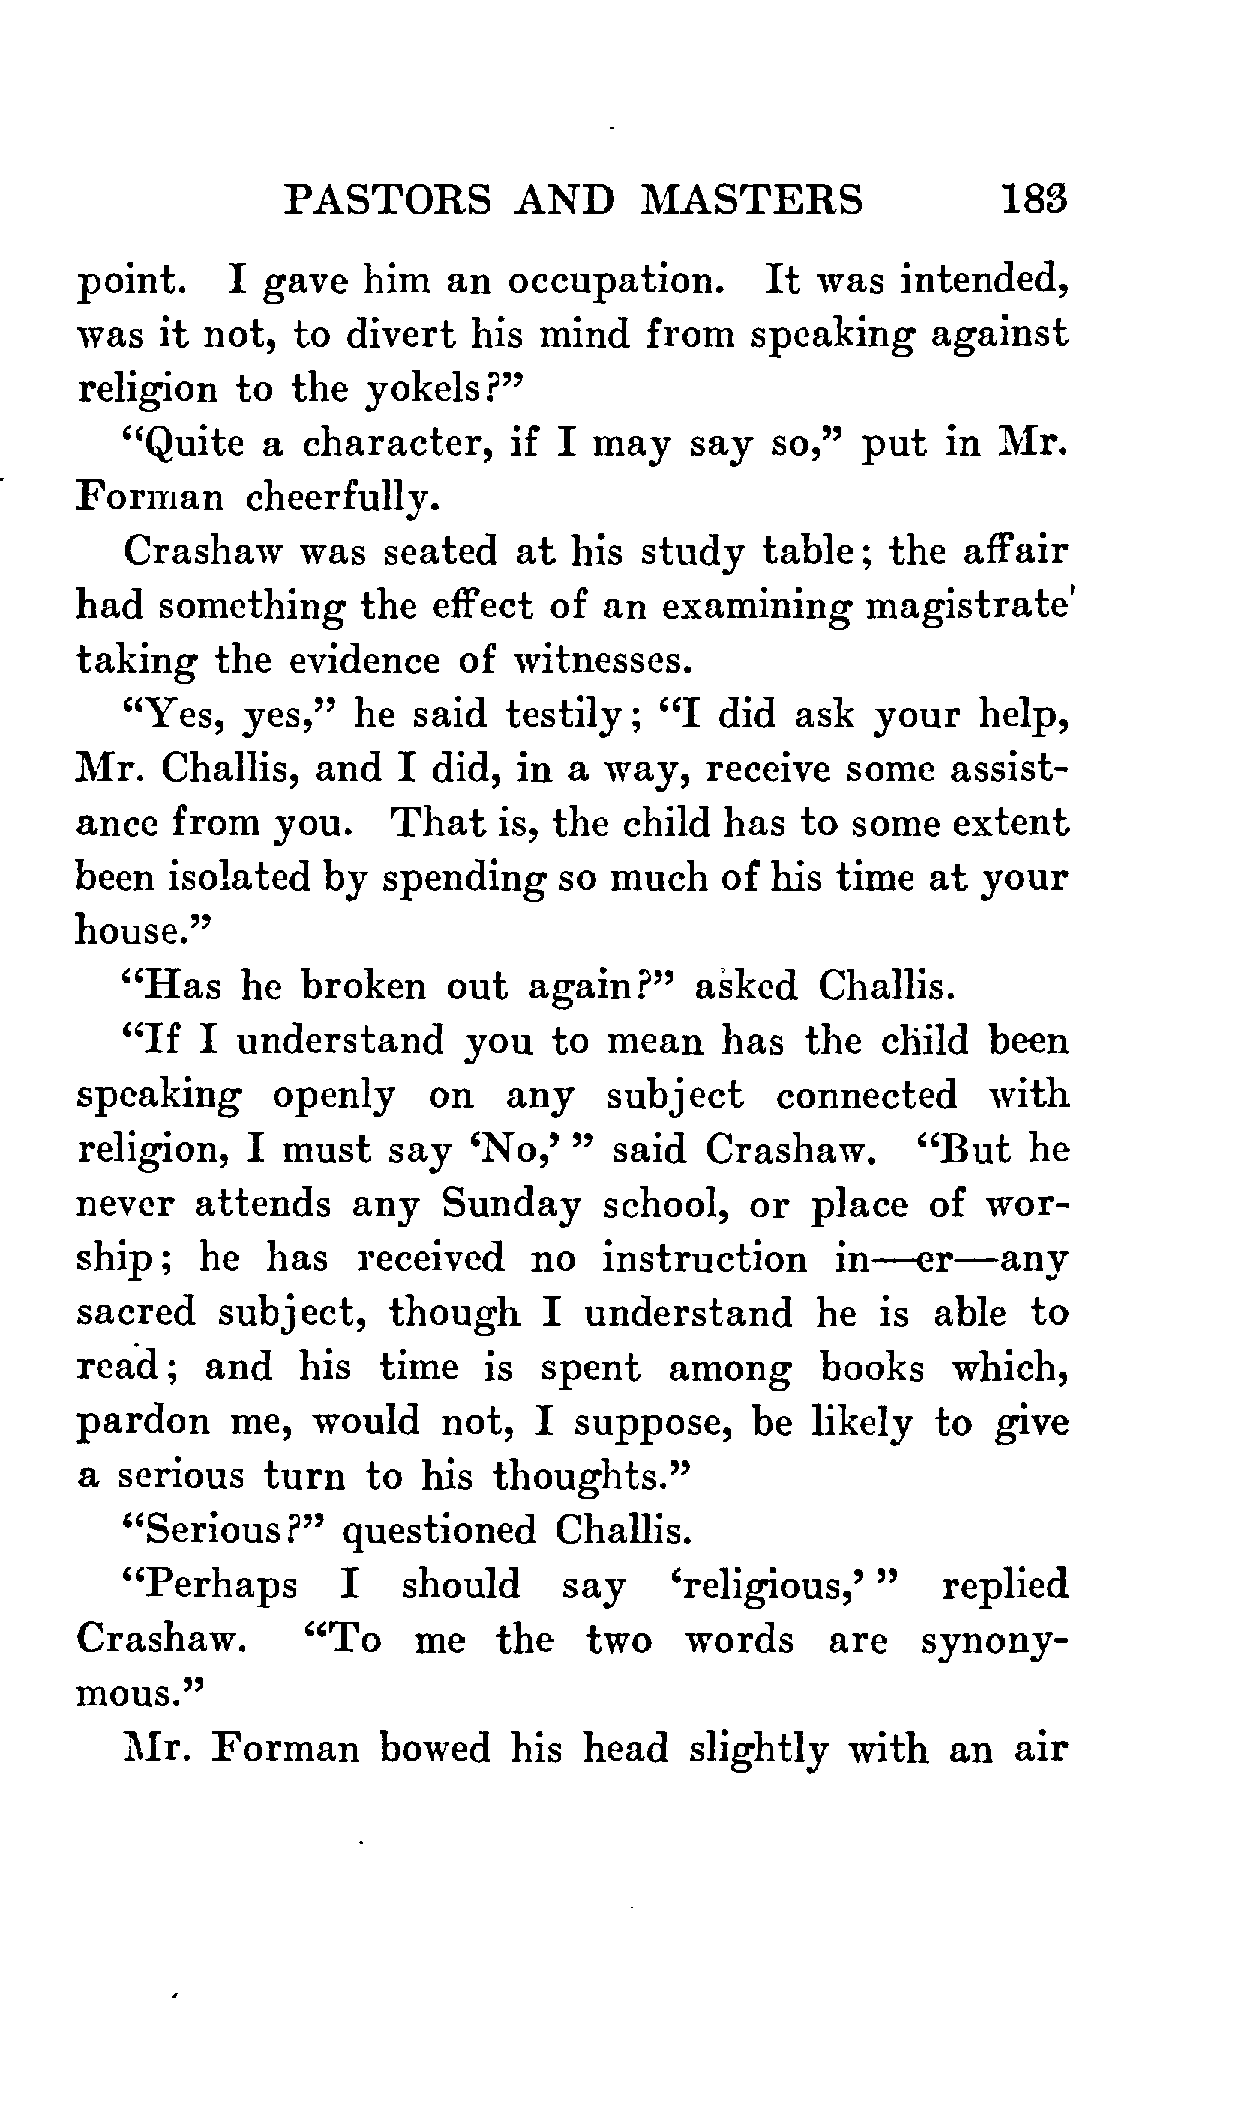 PASTORS AND MASTERS 183
point. I gave him an occupation. It was intended,
was it not, to divert his mind from speaking against
religion to the yokels?"
"Quite a character, if I may say so," put in Mr.
Forman cheerfully.
Crashaw was seated at his study table; the affair
had something the effect of an examining magistrate
taking the evidence of witnesses.
"Yes, yes," he said testily; "I did ask your help,
Mr. Challis, and I did, in a way, receive some assist-
ance from you. That is, the child has to some extent
been isolated by spending so much of his time at your
house."
"Has he broken out again?" asked Challis.
"If I understand you to mean has the child been
speaking openly on any subject connected with
religion, I must say 'No,'" said Crashaw. "But he
never attends any Sunday school, or place of wor-
ship; he has received no instruction in—er—any
sacred subject, though I understand he is able to
read; and his time is spent among books which,
pardon me, would not, I suppose, be likely to give
a serious turn to his thoughts."
"Serious?" questioned Challis.
"Perhaps I should say 'religious,'" replied
Crashaw. "To me the two words are synony-
mous."
Mr. Forman bowed his head slightly with an air